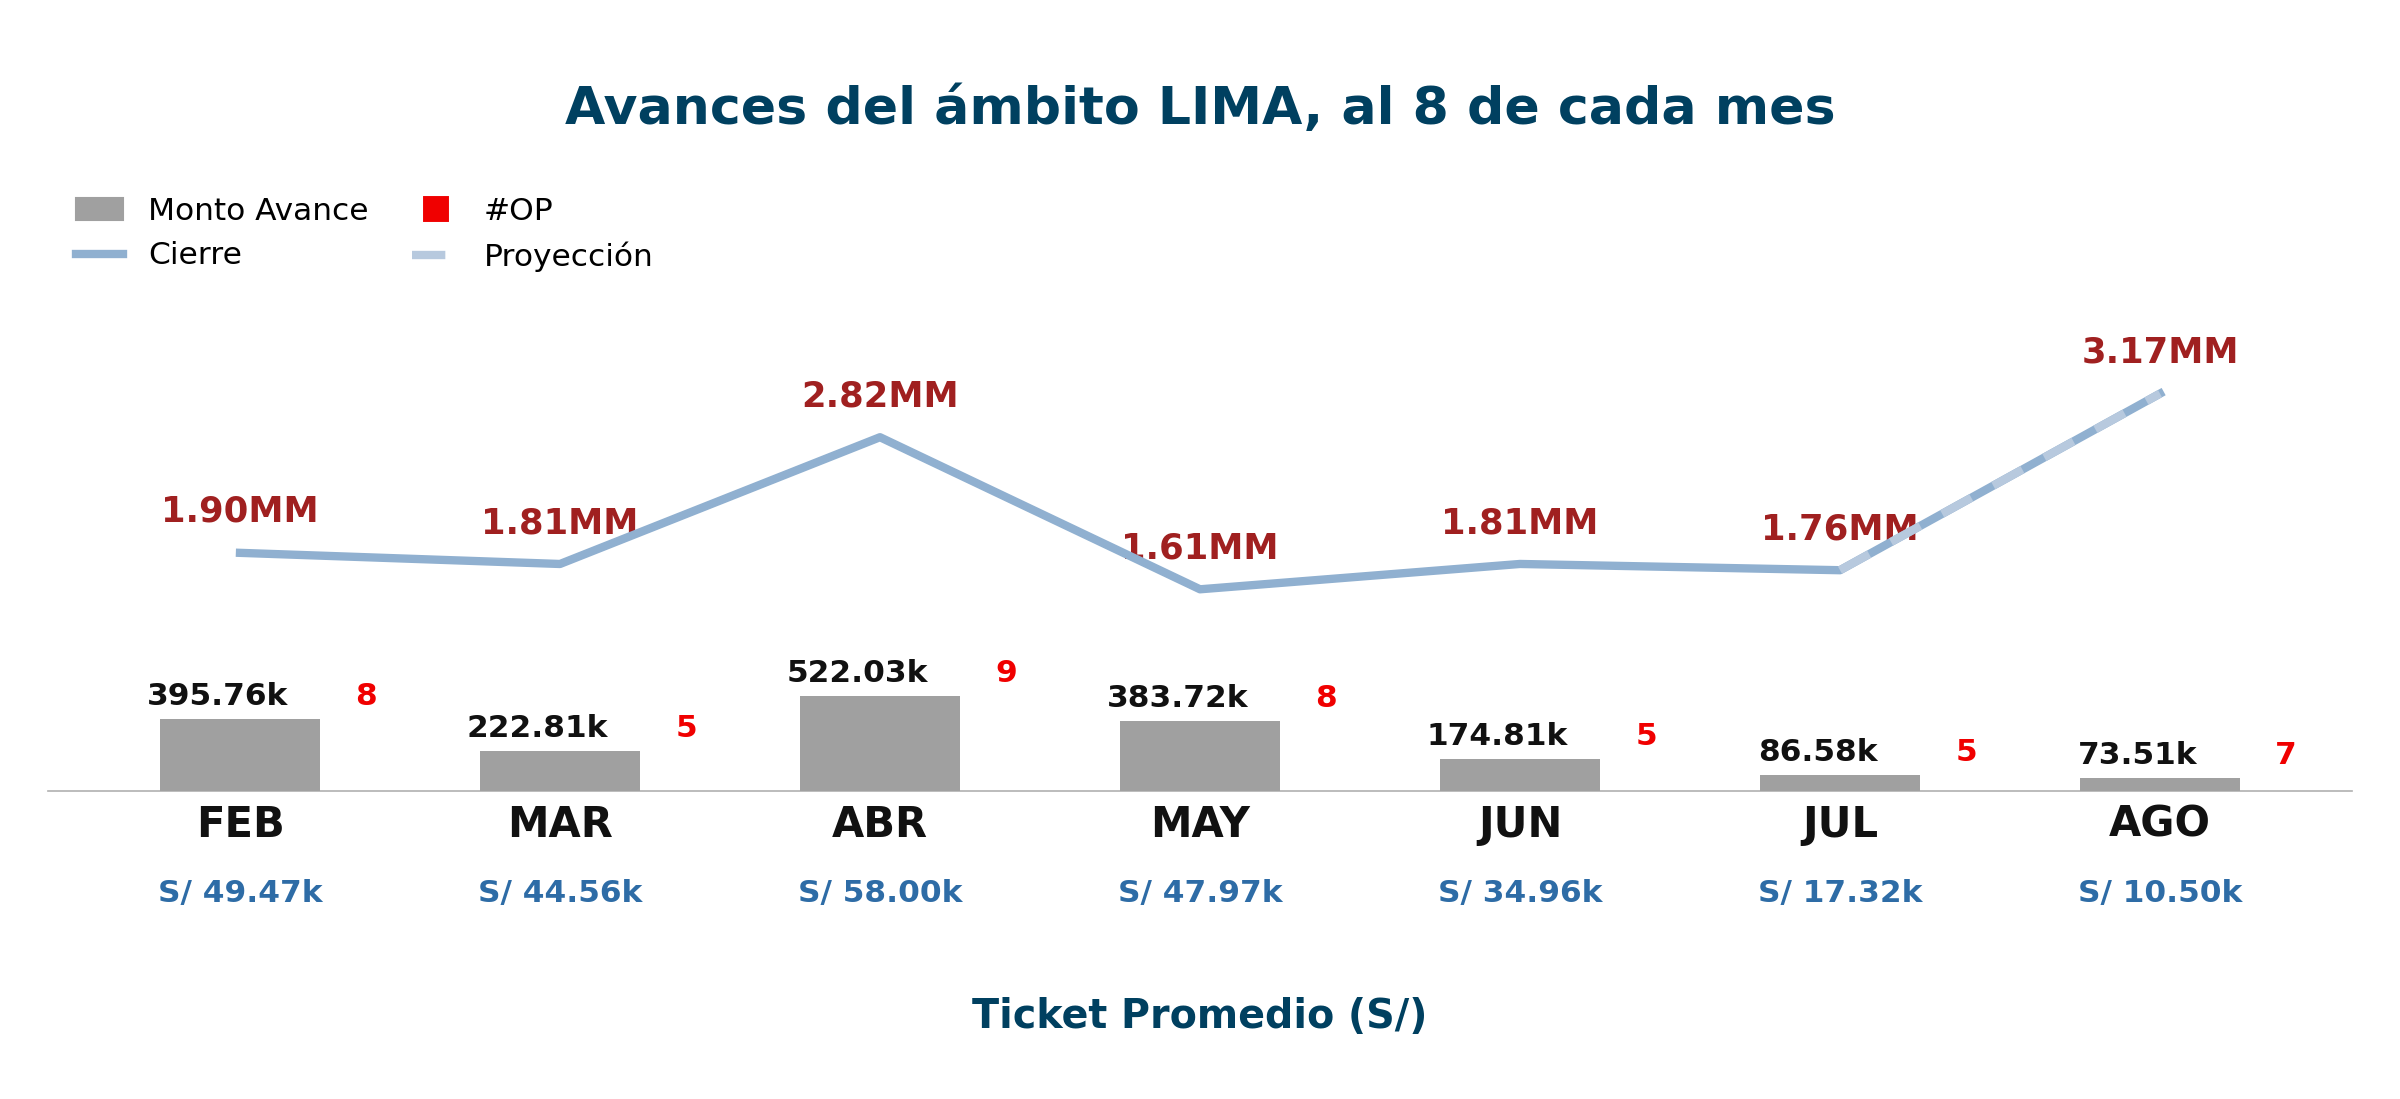 Avances del ámbito LIMA, al 8 de cada mes
Monto Avance #OP
Cierre Proyección
3.17MM
2.82MM
1.90MM 1.81MM 1.61MM 1.81MM 1.76MM
395.76k 8 222.81k 5 522.03k 9 383.72k 8 174.81k 5 86.58k 5 73.51k 7
FEB MAR ABR MAY JUN JUL AGO
S/ 49.47k S/ 44.56k S/ 58.00k S/ 47.97k S/ 34.96k S/ 17.32k S/ 10.50k
Ticket Promedio (S/)